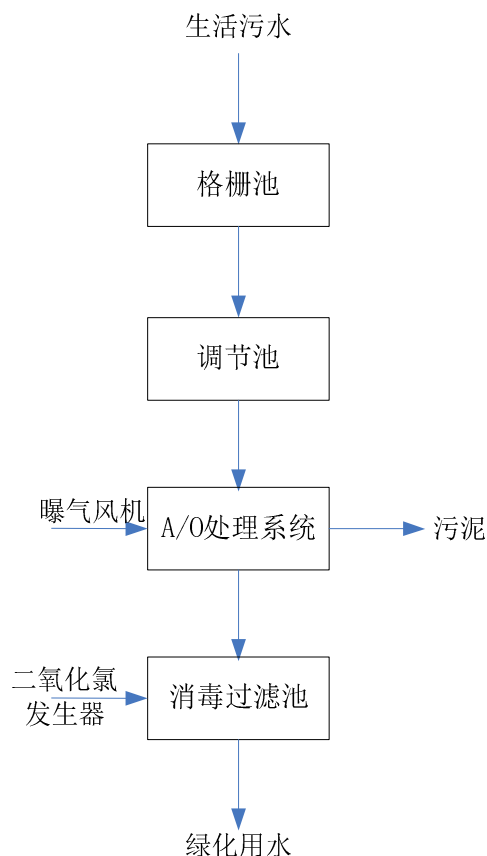 生活污水
格栅池
调节池
曝气风机
A/O处理系统
污泥
二氧化氯
发生器
消毒过滤池
绿化用水